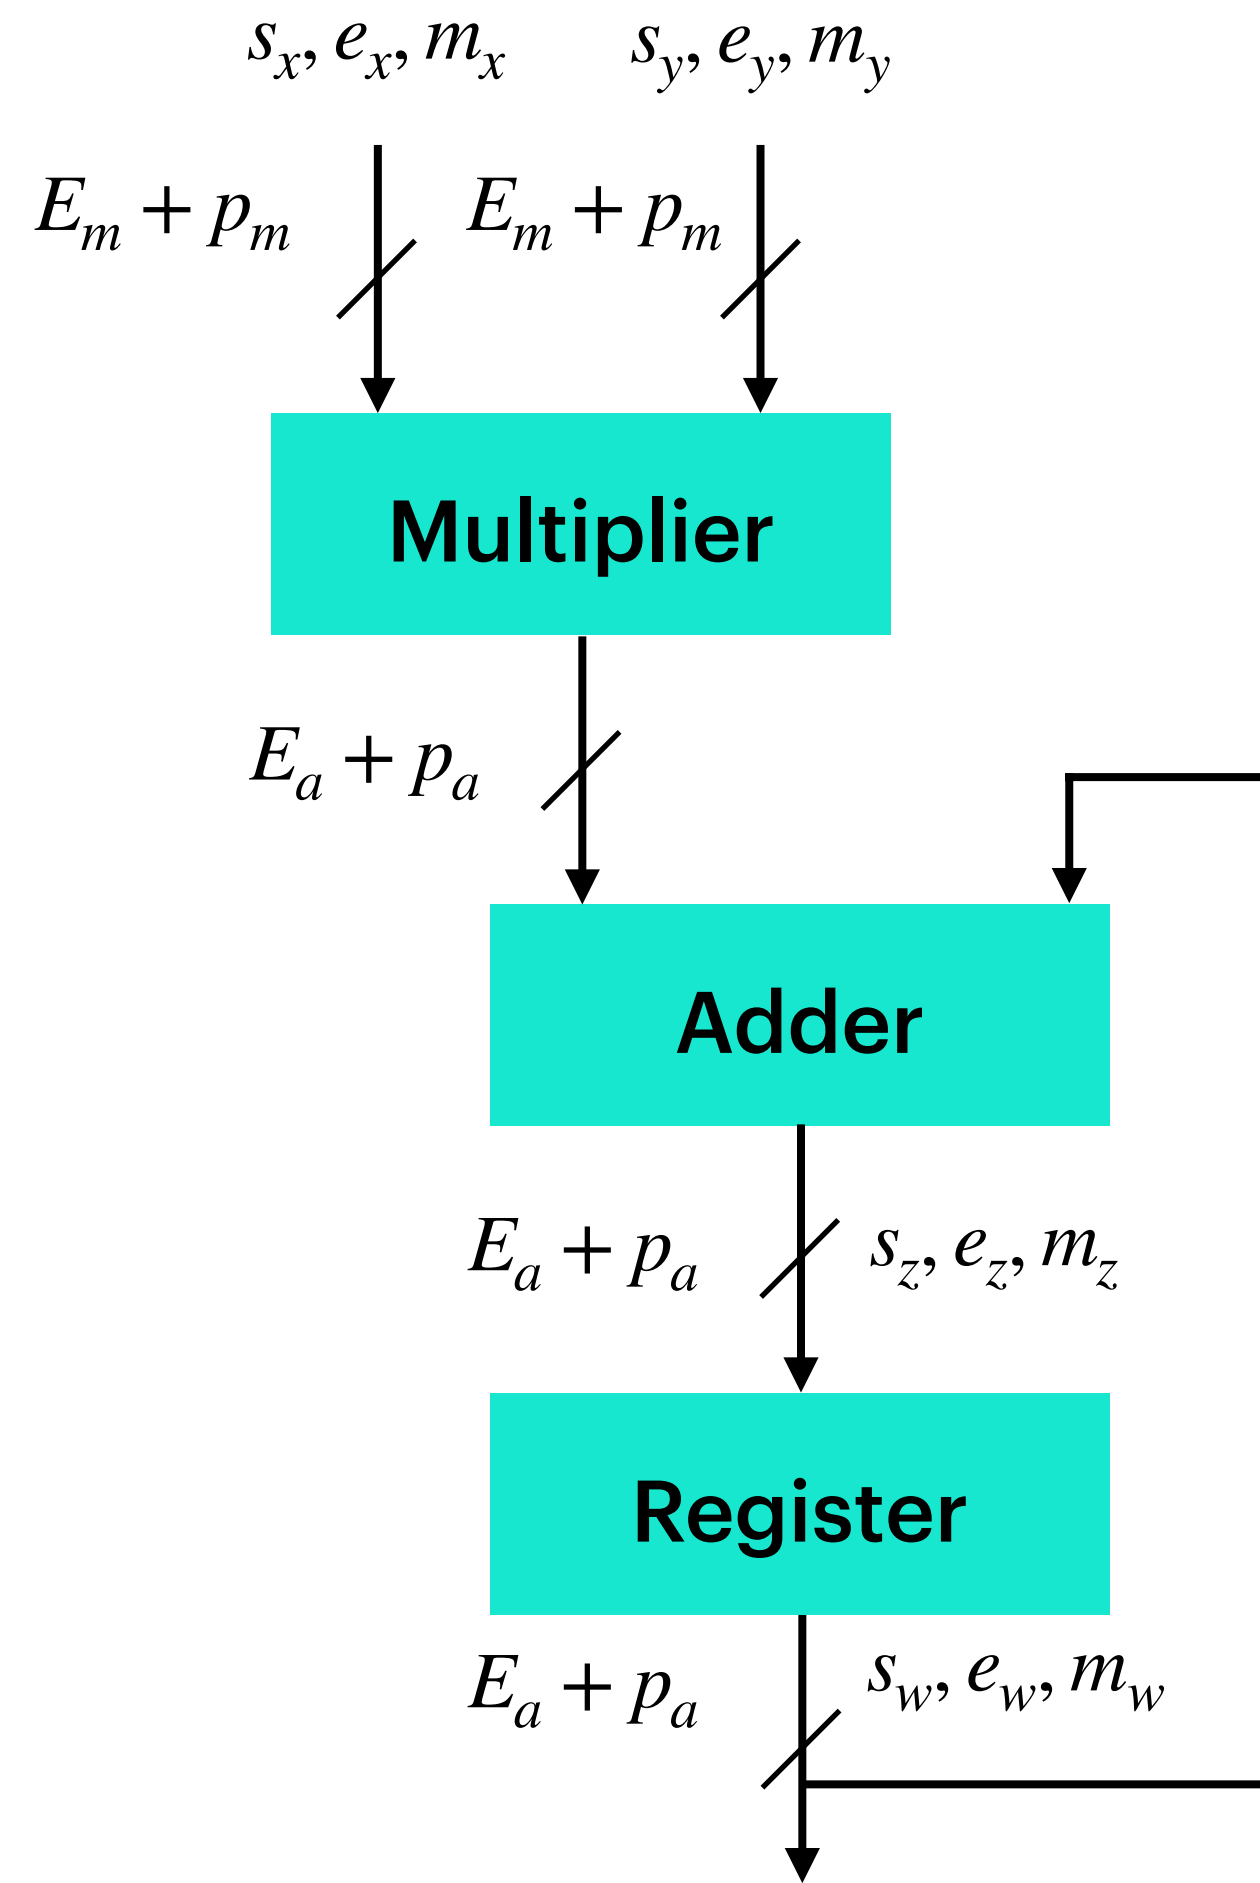 s_x, e_x, m_x s_y, e_y, m_y
E_m + p_m E_m + p_m
Multiplier
E_a + p_a
Adder
E_a + p_a s_z, e_z, m_z
Register
E_a + p_a s_w, e_w, m_w